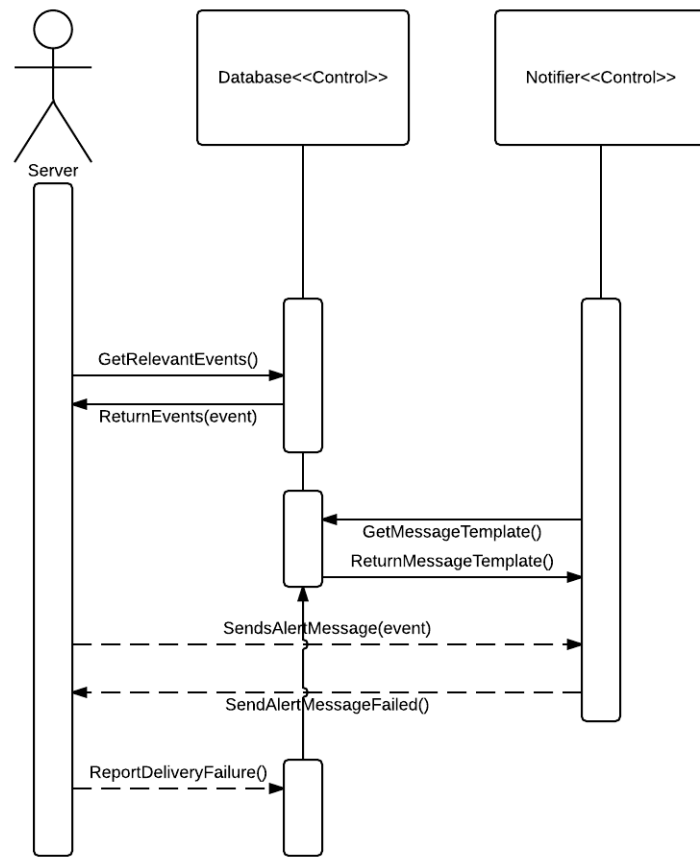 Database<<Control>>
Notifier<<Control>>
Server
GetRelevantEvents()
ReturnEvents(event)
GetMessageTemplate()
ReturnMessageTemplate()
SendsAlertMessage(event)
SendAlertMessageFailed()
ReportDeliveryFailure()